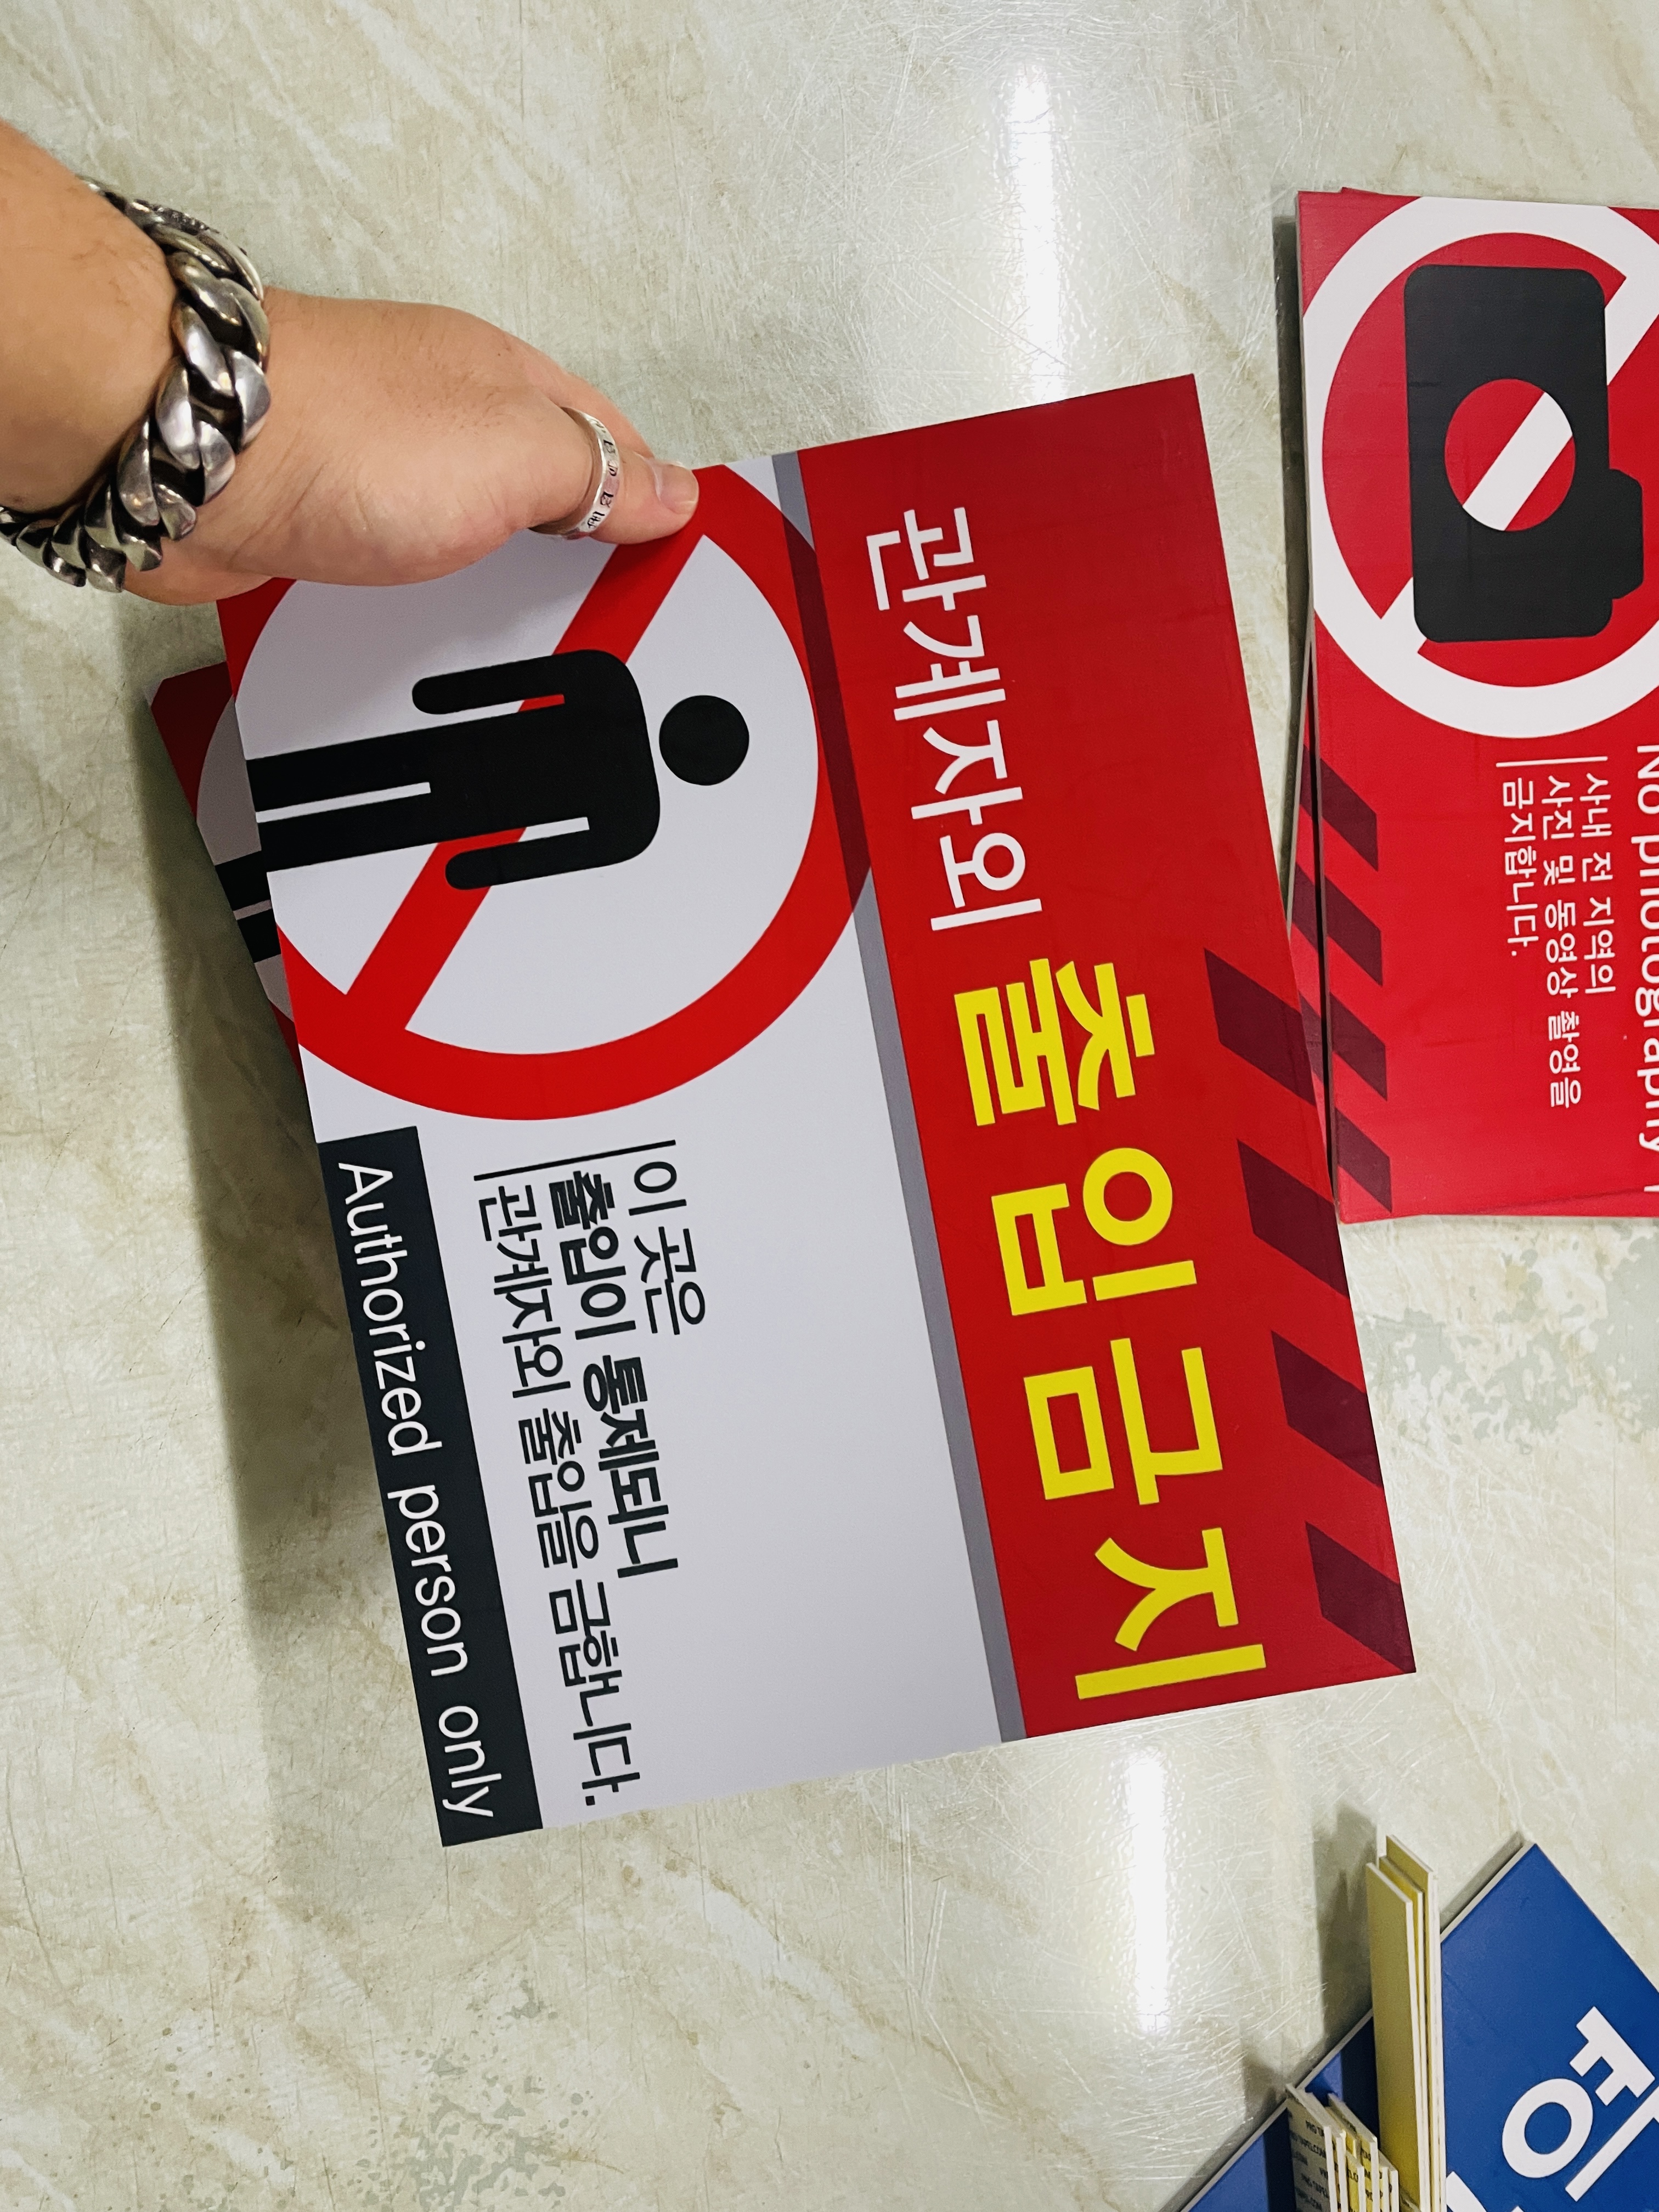 관계자외 출입금지
이 곳은
출입이 통제되니
관계자외 출입을 금합니다.
Authorized person only
No photography
사내 전 지역의
사진 및 동영상 촬영을
금지합니다.